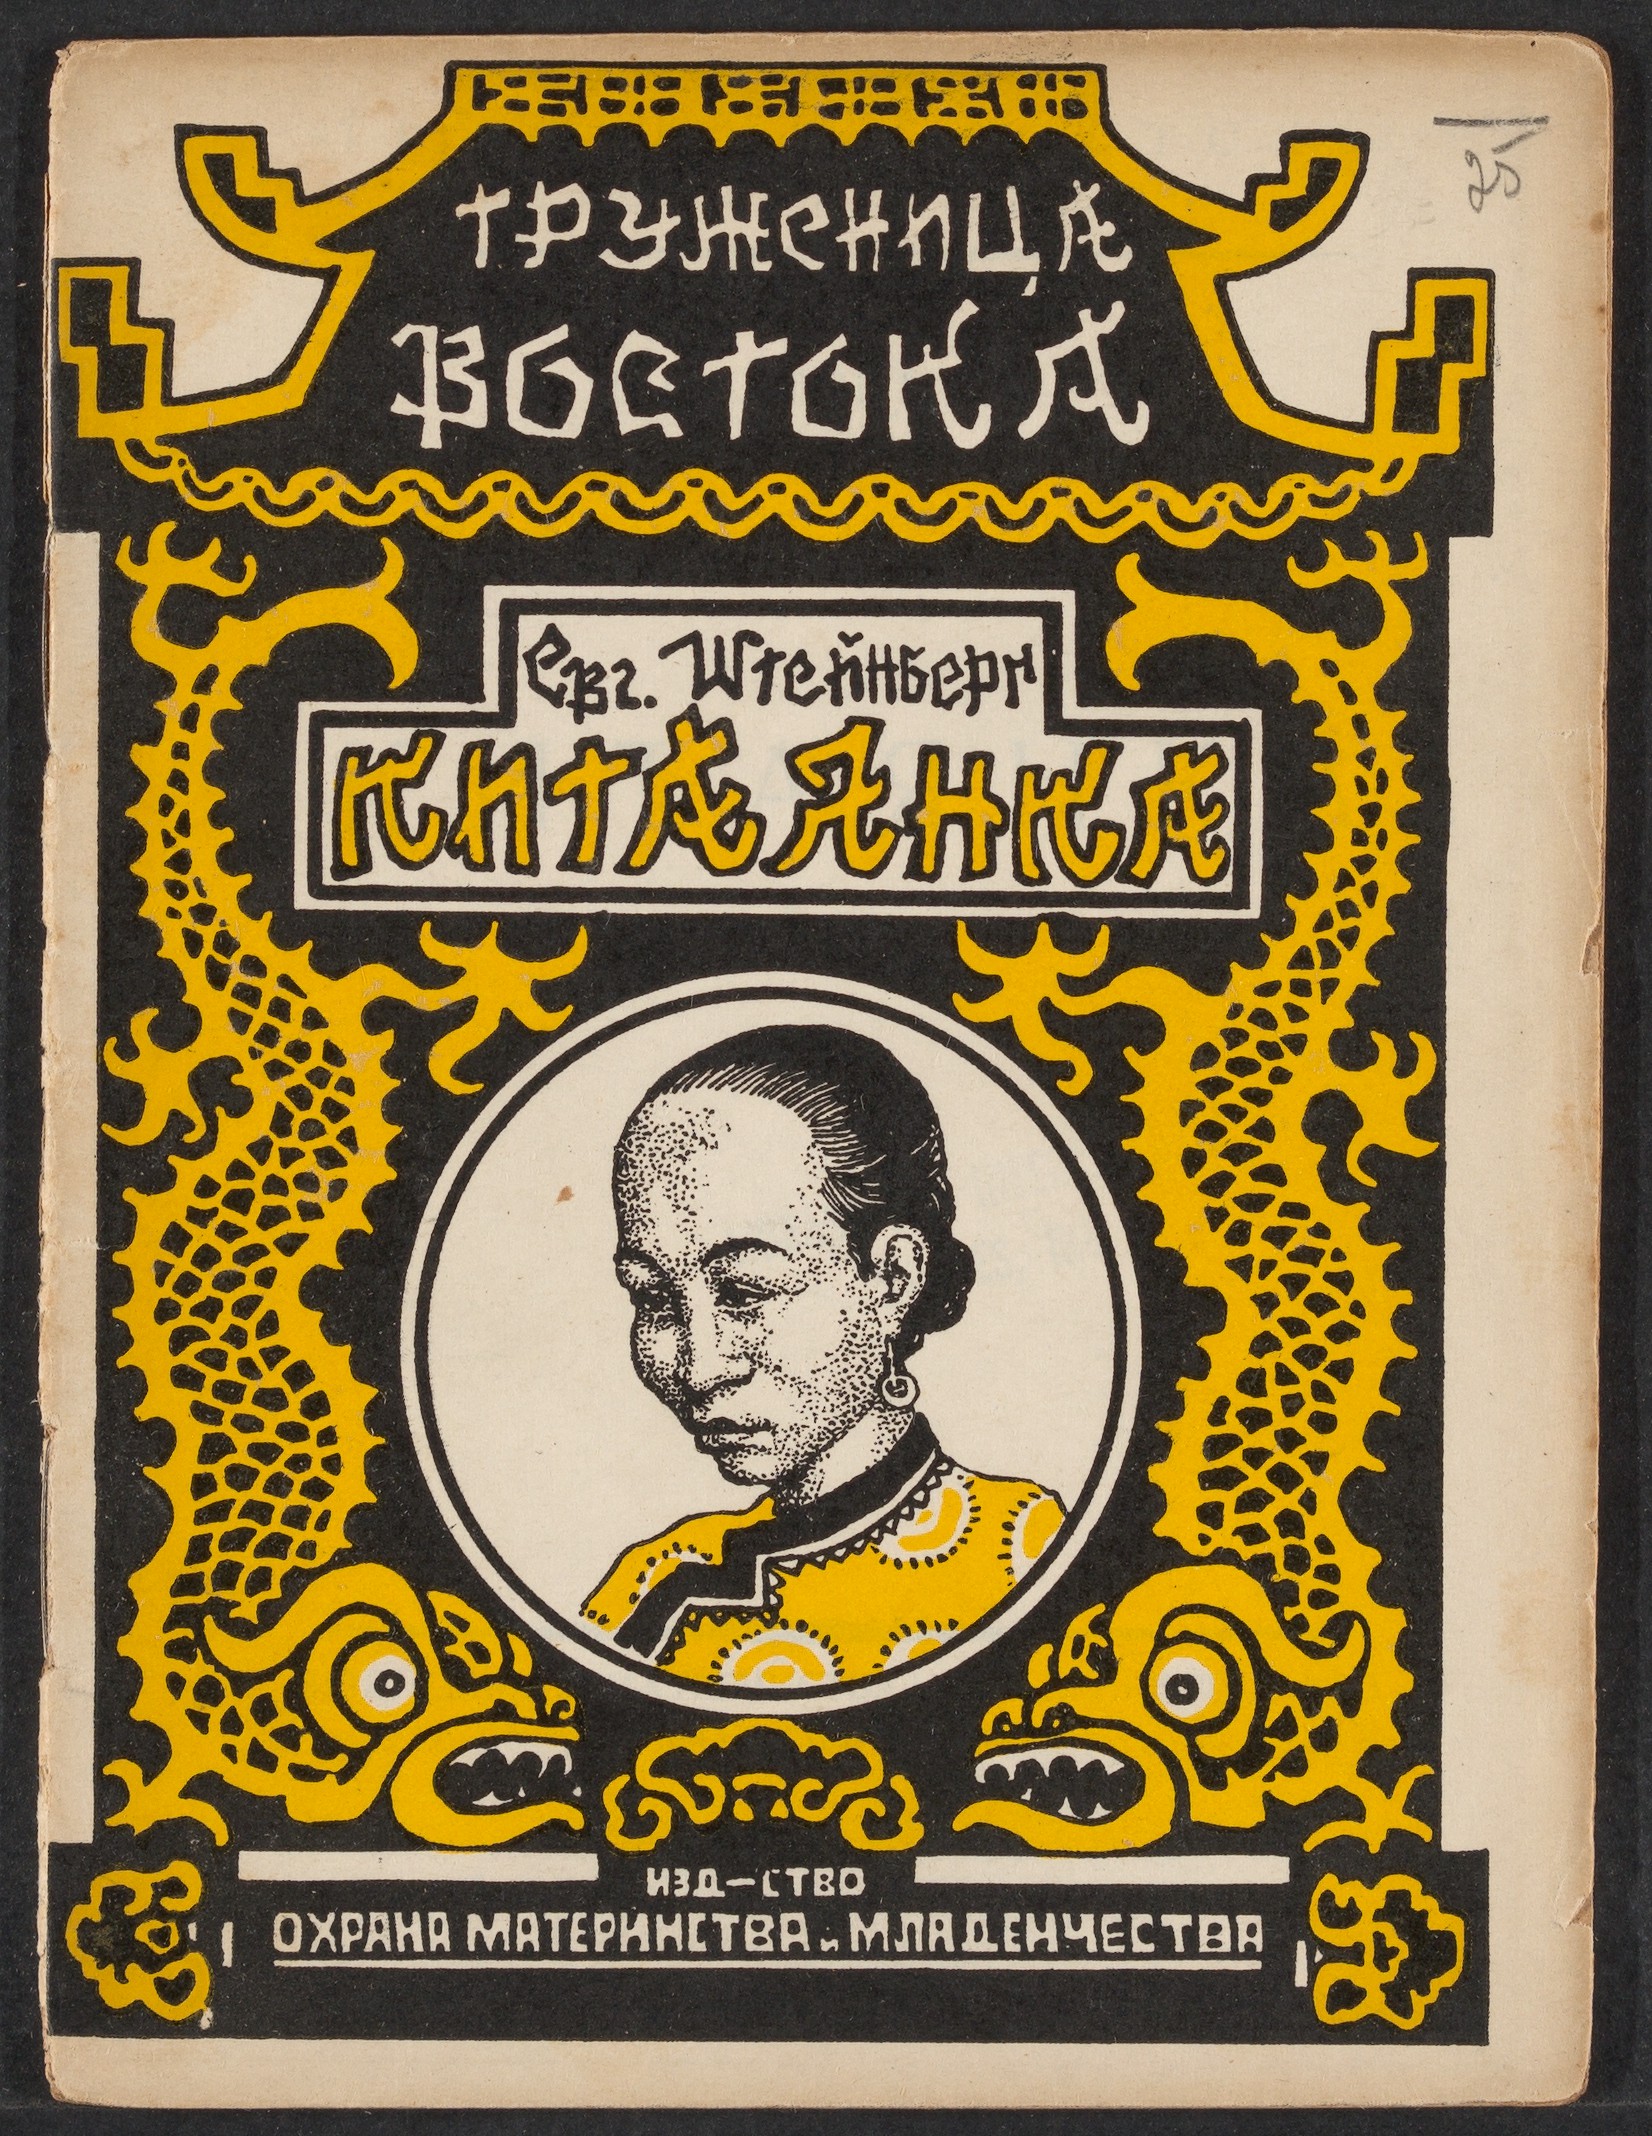 ТРУЖЕНИЦА
ВОСТОКА
Евг. Штейнберг
КИТАЯНКА
ИЗД-СТВО
ОХРАНА МАТЕРИНСТВА и МЛАДЕНЧЕСТВА
25